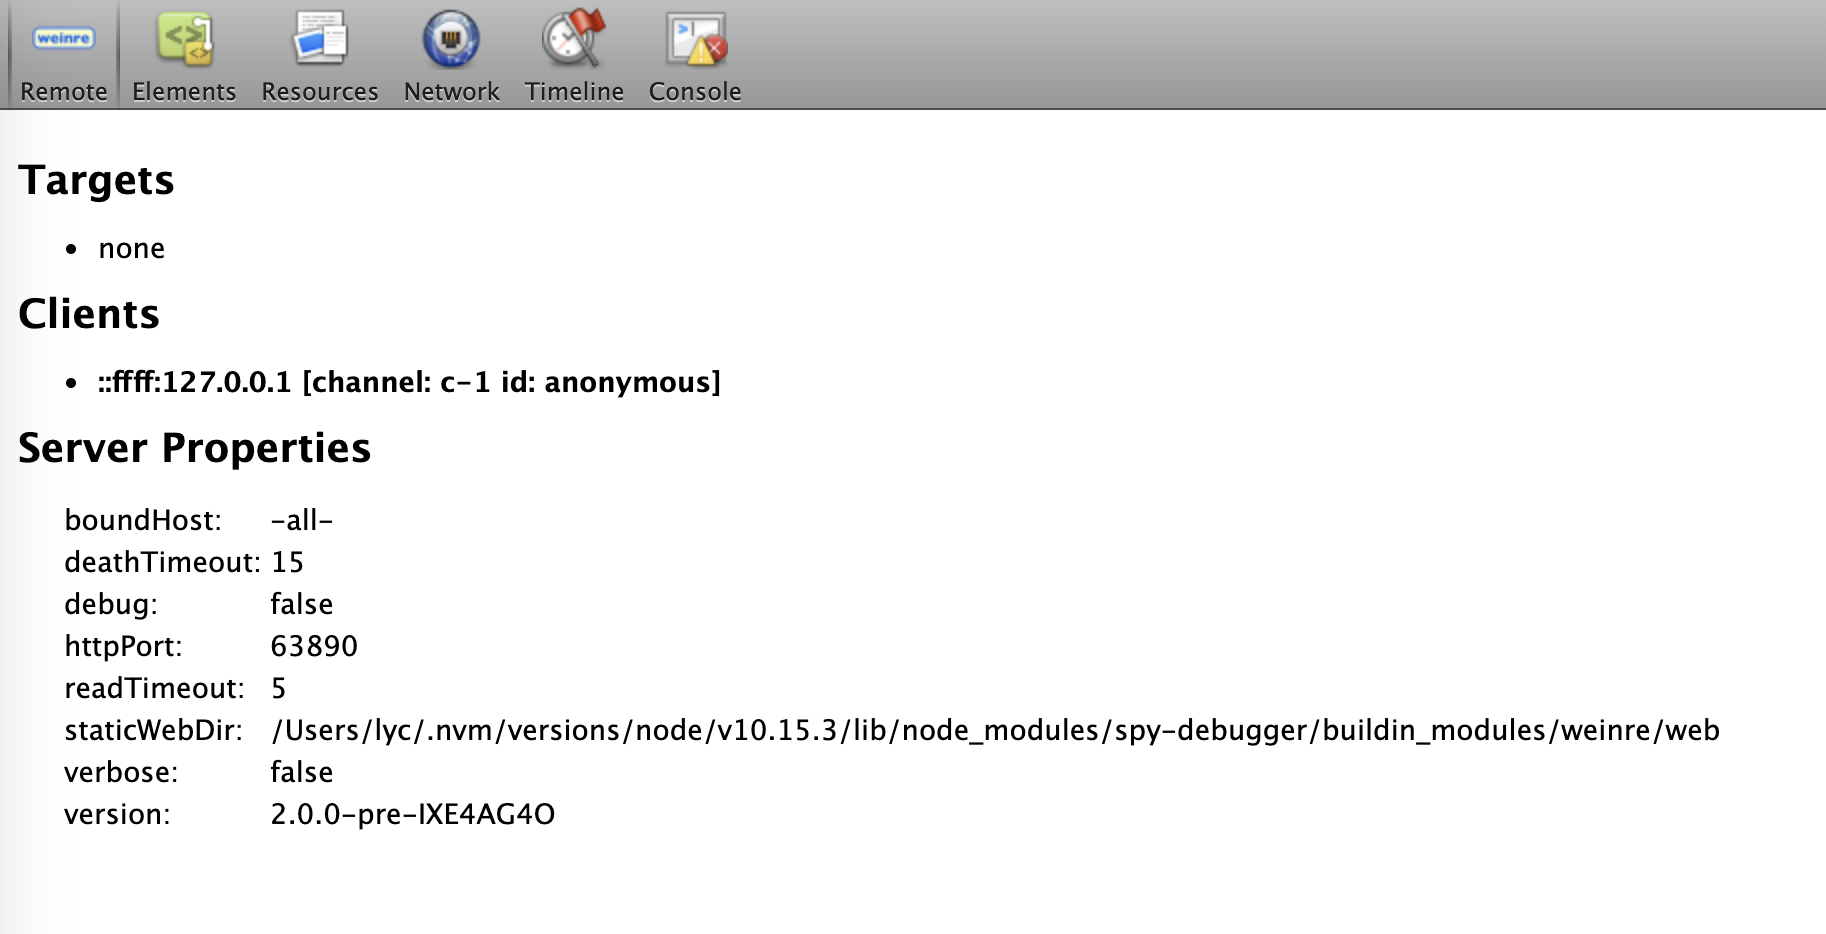 weinre
Remote Elements Resources Network Timeline Console
Targets
• none
Clients
• ::ffff:127.0.0.1 [channel: c-1 id: anonymous]
Server Properties
boundHost: -all-
deathTimeout: 15
debug: false
httpPort: 63890
readTimeout: 5
staticWebDir: /Users/lyc/.nvm/versions/node/v10.15.3/lib/node_modules/spy-debugger/buildin_modules/weinre/web
verbose: false
version: 2.0.0-pre-IXE4AG4O